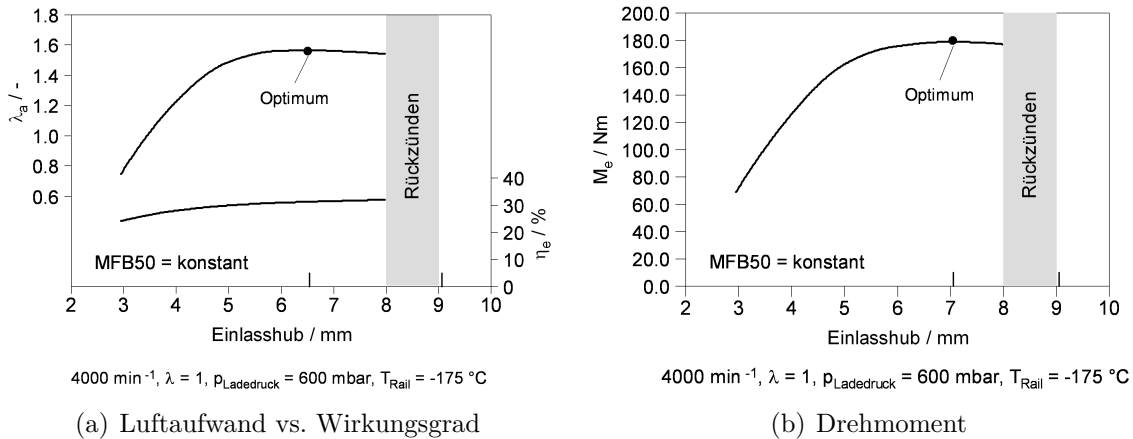 1.8
1.6
1.4
1.2
1.0
0.8
0.6
λa / -
Optimum
Rückzünden
40
30
20
10
0
ηe / %
MFB50 = konstant
2 3 4 5 6 7 8 9 10
Einlasshub / mm
4000 min⁻¹, λ = 1, pLadedruck = 600 mbar, TRail = -175 °C
(a) Luftaufwand vs. Wirkungsgrad
200.0
180.0
160.0
140.0
120.0
100.0
80.0
60.0
40.0
20.0
0.0
Me / Nm
Optimum
Rückzünden
MFB50 = konstant
2 3 4 5 6 7 8 9 10
Einlasshub / mm
4000 min⁻¹, λ = 1, pLadedruck = 600 mbar, TRail = -175 °C
(b) Drehmoment